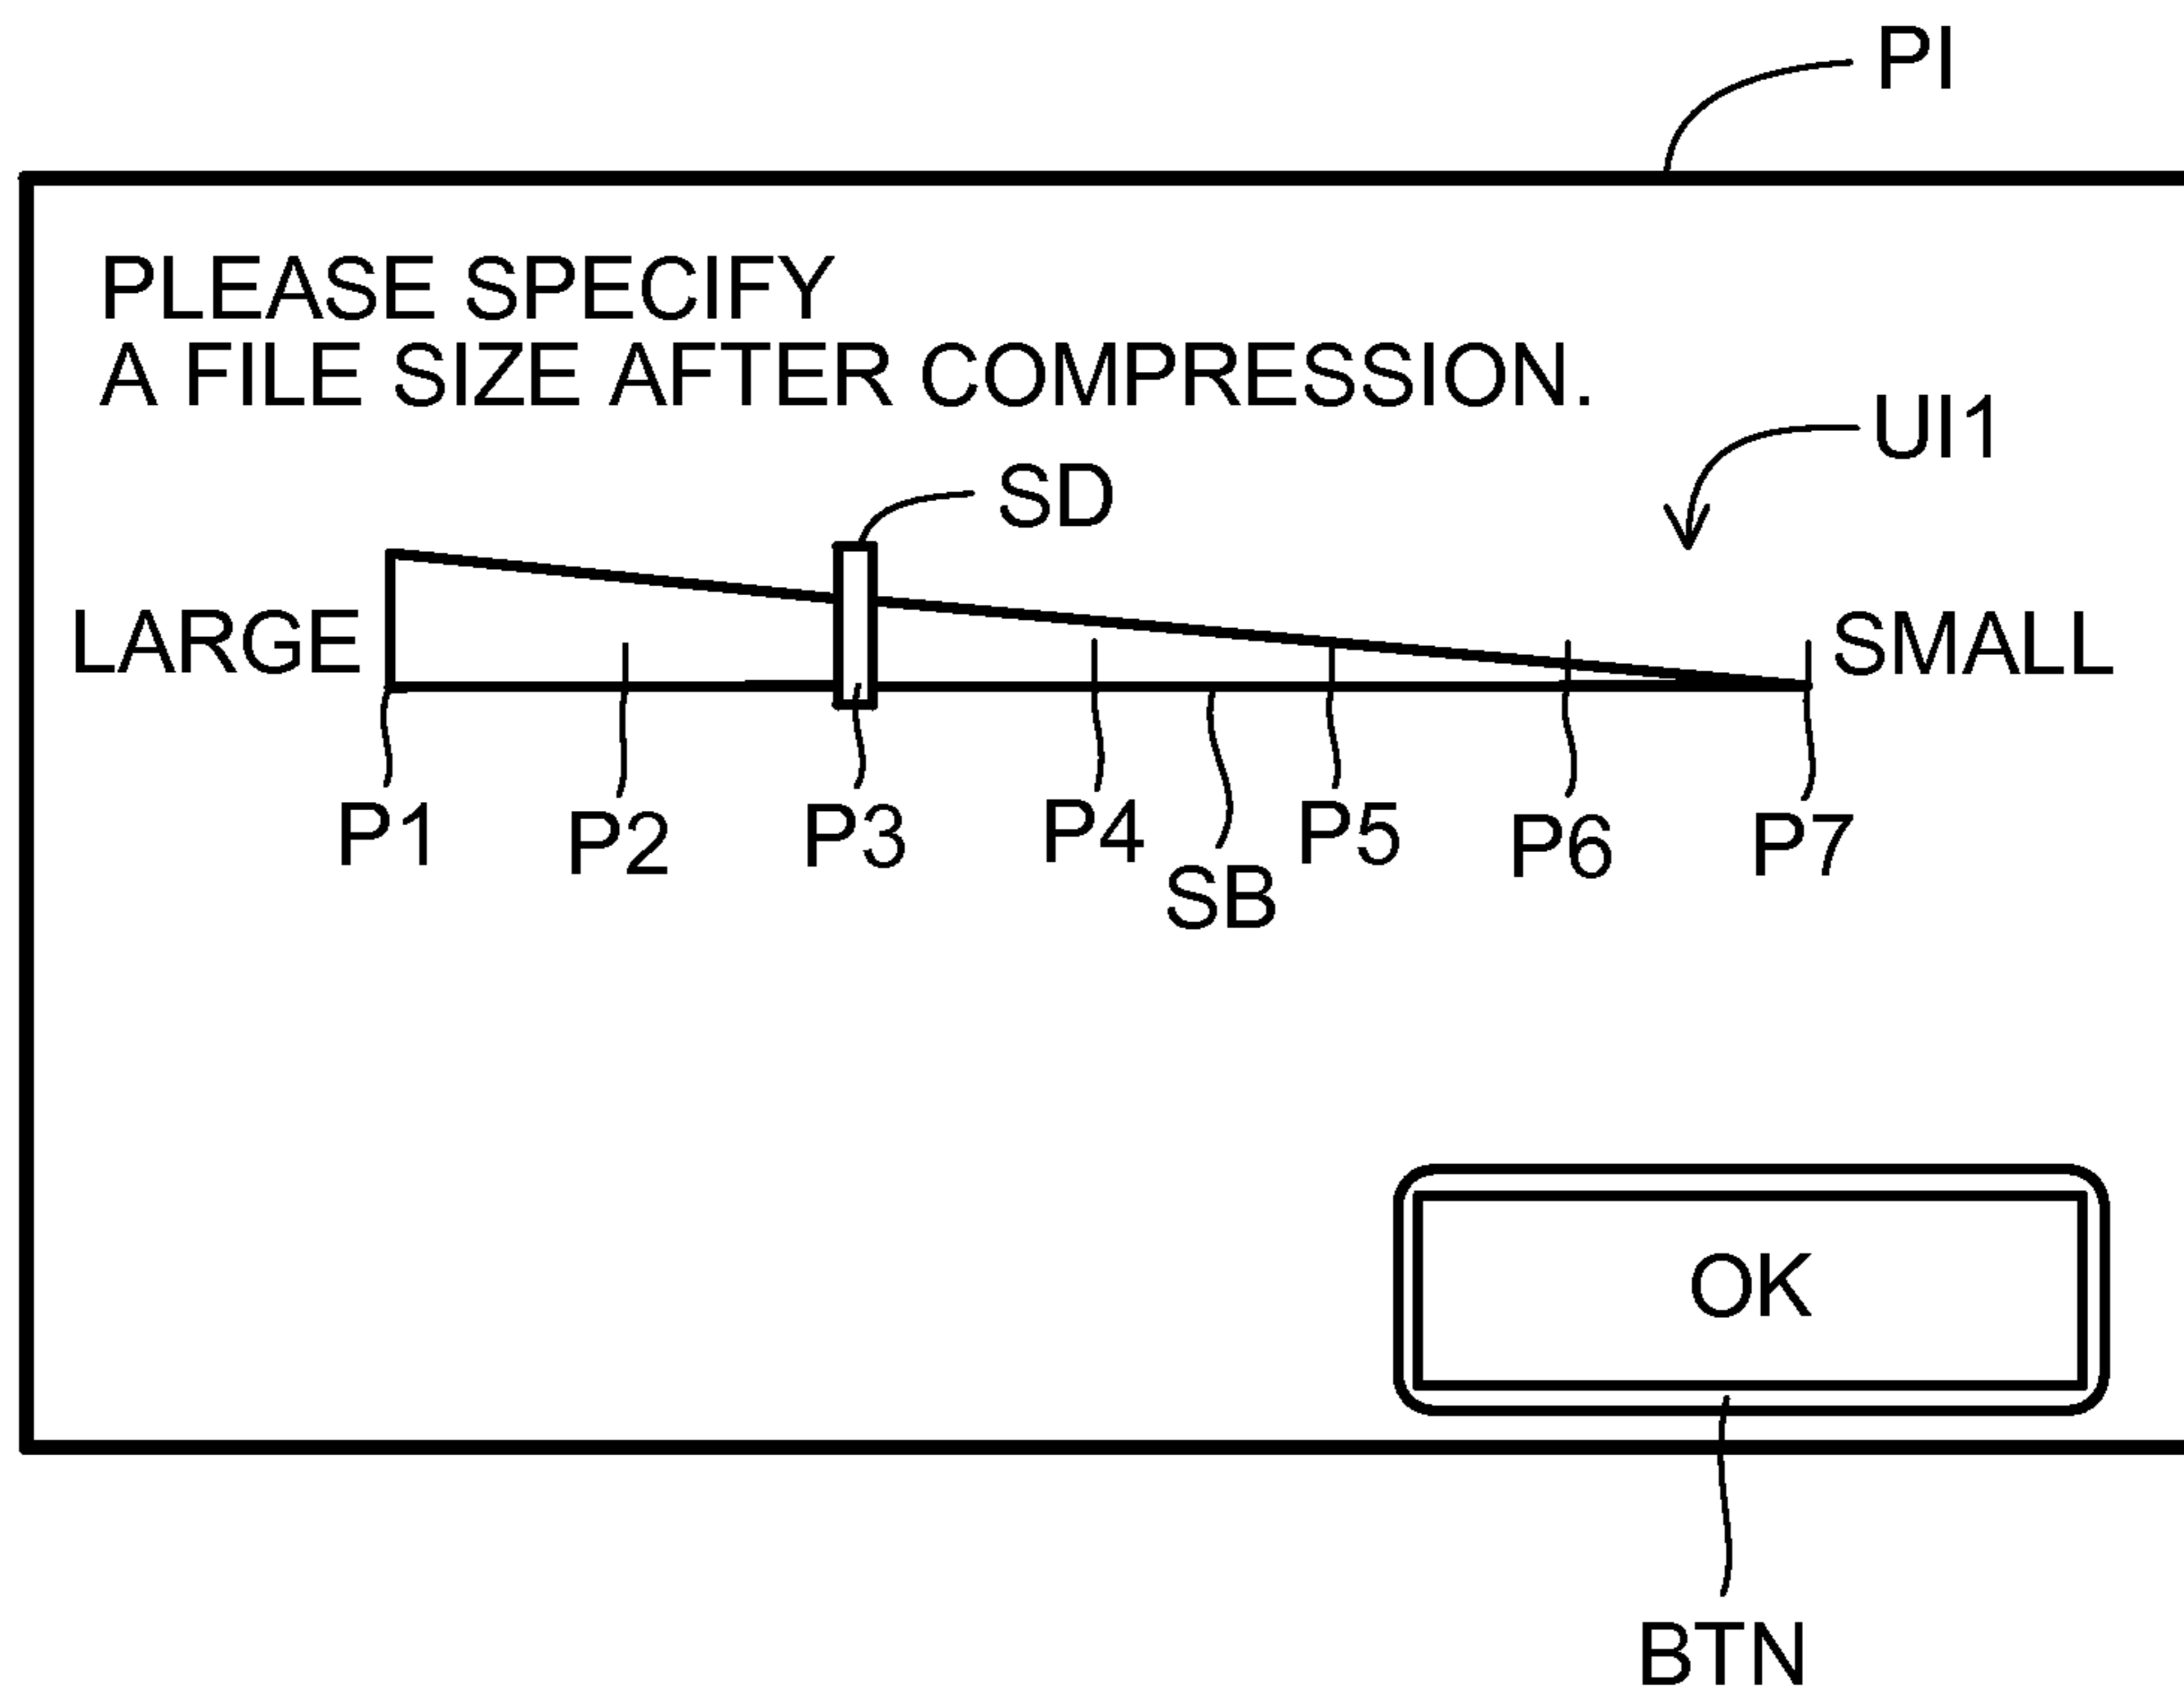 PI
PLEASE SPECIFY
A FILE SIZE AFTER COMPRESSION.
UI1
SD
LARGE
SMALL
P1 P2 P3 P4 P5 P6 P7
SB
OK
BTN